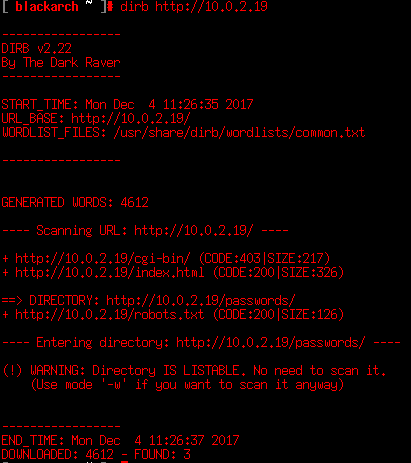 [ blackarch ~ ]# dirb http://10.0.2.19
-----------------
DIRB v2.22
By The Dark Raver
-----------------
START_TIME: Mon Dec  4 11:26:35 2017
URL_BASE: http://10.0.2.19/
WORDLIST_FILES: /usr/share/dirb/wordlists/common.txt
-----------------
GENERATED WORDS: 4612
---- Scanning URL: http://10.0.2.19/ ----
+ http://10.0.2.19/cgi-bin/ (CODE:403|SIZE:217)
+ http://10.0.2.19/index.html (CODE:200|SIZE:326)
==> DIRECTORY: http://10.0.2.19/passwords/
+ http://10.0.2.19/robots.txt (CODE:200|SIZE:126)
---- Entering directory: http://10.0.2.19/passwords/ ----
(!) WARNING: Directory IS LISTABLE. No need to scan it.
    (Use mode '-w' if you want to scan it anyway)
-----------------
END_TIME: Mon Dec  4 11:26:37 2017
DOWNLOADED: 4612 - FOUND: 3